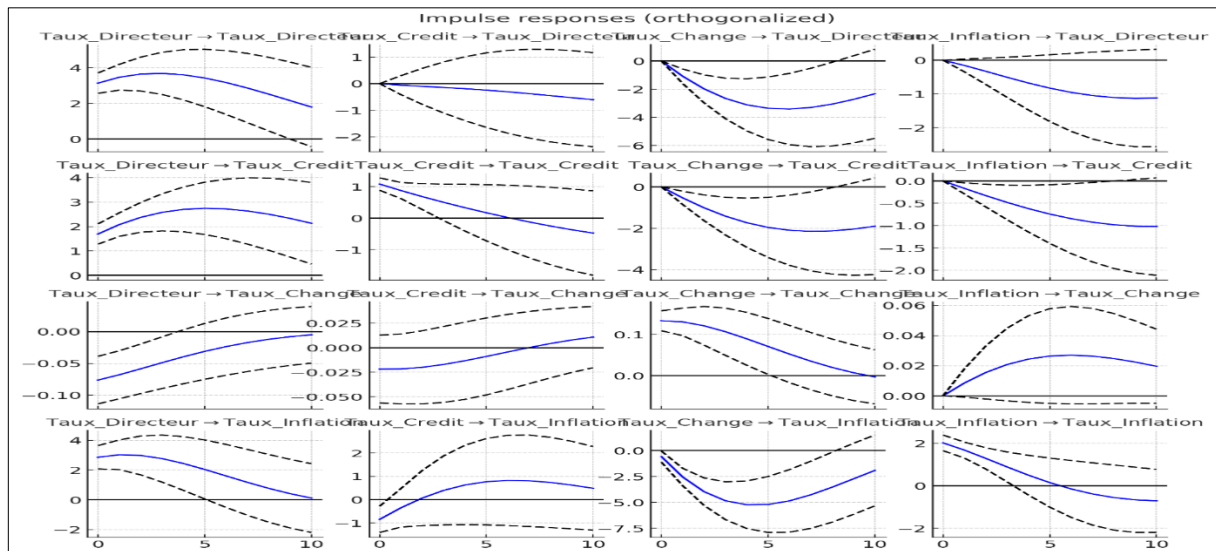 Impulse responses (orthogonalized)
Taux_Directeur → Taux_Directeur Taux_Credit → Taux_Directeur Taux_Change → Taux_Directeur Taux_Inflation → Taux_Directeur
4 2 0
1 0 −1 −2
0 −2 −4 −6
0 −1 −2
Taux_Directeur → Taux_Credit Taux_Credit → Taux_Credit Taux_Change → Taux_Credit Taux_Inflation → Taux_Credit
4 3 2 1 0
1 0 −1
0 −2 −4
0.0 −0.5 −1.0 −1.5 −2.0
Taux_Directeur → Taux_Change Taux_Credit → Taux_Change Taux_Change → Taux_Change Taux_Inflation → Taux_Change
0.00 −0.05 −0.10
0.025 0.000 −0.025 −0.050
0.1 0.0
0.06 0.04 0.02 0.00
Taux_Directeur → Taux_Inflation Taux_Credit → Taux_Inflation Taux_Change → Taux_Inflation Taux_Inflation → Taux_Inflation
4 2 0 −2
2 1 0 −1
0.0 −2.5 −5.0 −7.5
2 0 −2
0 5 10 0 5 10 0 5 10 0 5 10